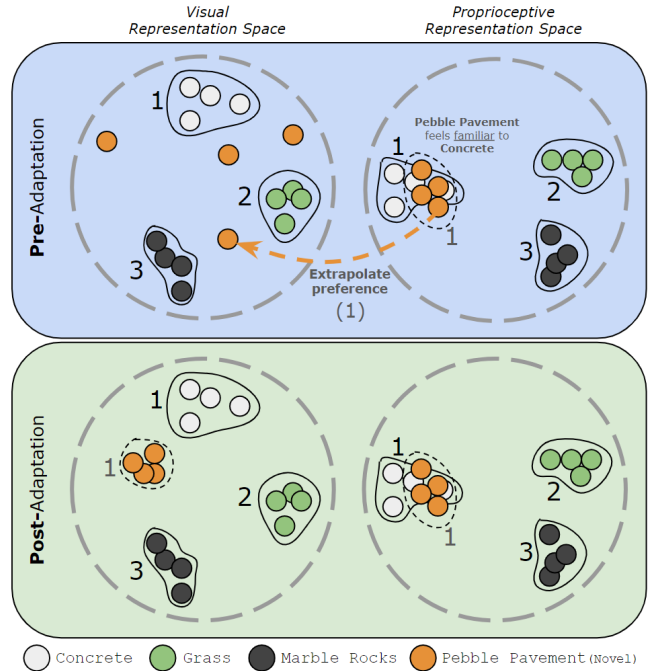 Visual
Representation Space
Proprioceptive
Representation Space
Pre-Adaptation
1
2
3
Pebble Pavement
feels familiar to
Concrete
1
1
2
3
Extrapolate
preference
(1)
Post-Adaptation
1
1
2
3
1
1
2
3
Concrete Grass Marble Rocks Pebble Pavement(Novel)